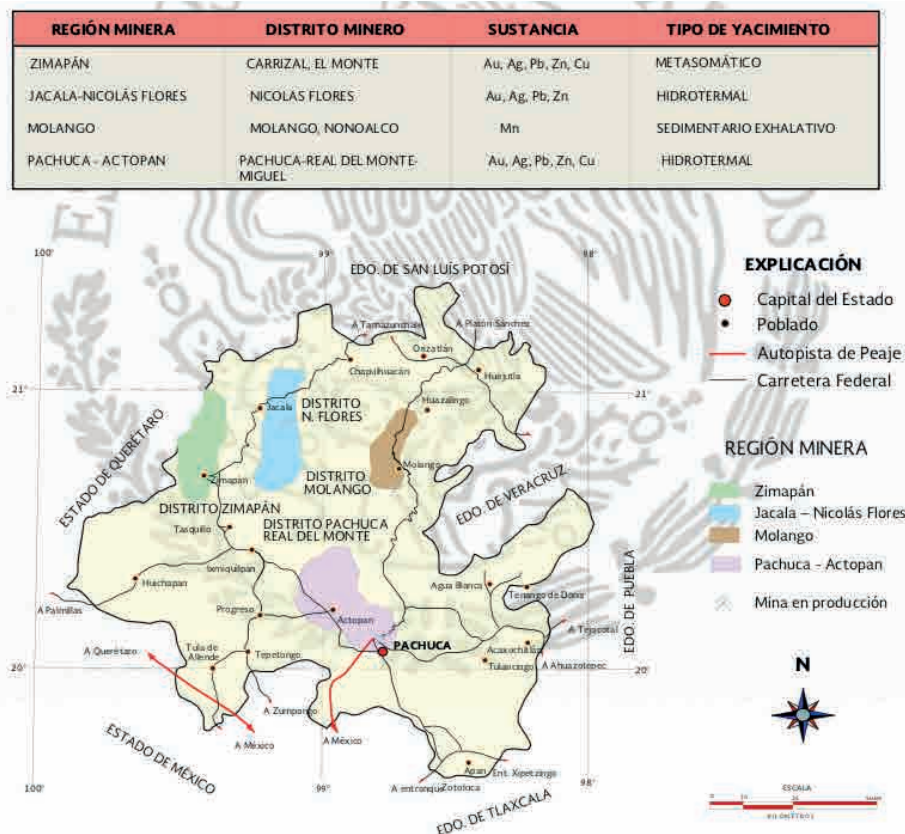 REGIÓN MINERA DISTRITO MINERO SUSTANCIA TIPO DE YACIMIENTO
ZIMAPÁN CARRIZAL, EL MONTE Au, Ag, Pb, Zn, Cu METASOMÁTICO
JACALA-NICOLÁS FLORES NICOLAS FLORES Au, Ag, Pb, Zn HIDROTERMAL
MOLANGO MOLANGO, NONOALCO Mn SEDIMENTARIO EXHALATIVO
PACHUCA - ACTOPAN PACHUCA-REAL DEL MONTE- Au, Ag, Pb, Zn, Cu HIDROTERMAL
MIGUEL
100' 99' 98'
EDO. DE SAN LUÍS POTOSÍ
EXPLICACIÓN
Capital del Estado
Poblado
Autopista de Peaje
Carretera Federal
A Tamazunchale
A Platón Sánchez
Orizatlán
Chapulhuacán
Huejutla
21° 21°
Jacala
DISTRITO
N. FLORES
Huazalingo
ESTADO DE QUERÉTARO
REGIÓN MINERA
Zimapán
Jacala – Nicolás Flores
Molango
Pachuca - Actopan
Mina en producción
Zimapan
DISTRITO
MOLANGO
Molango
EDO. DE VERACRUZ
DISTRITO ZIMAPÁN
Tasquillo
DISTRITO PACHUCA
REAL DEL MONTE
Ixmiquilpan
Huichapan
Agua Blanca
Tenango de Doria
EDO. DE PUEBLA
A Palmillas
Progreso
Actopan
A Tejocotal
PACHUCA
Acaxochitlán
A Querétaro
Tula de
Allende
Tepetongo
Tulancingo
A Ahuazotepec
20° 20°
N
A Zumpango
A México
A México
ESTADO DE MÉXICO
Apan
Ent. Xipetzingo
A entronque
Zotoluca
EDO. DE TLAXCALA
100' 99' 98'
ESCALA
KILÓMETROS